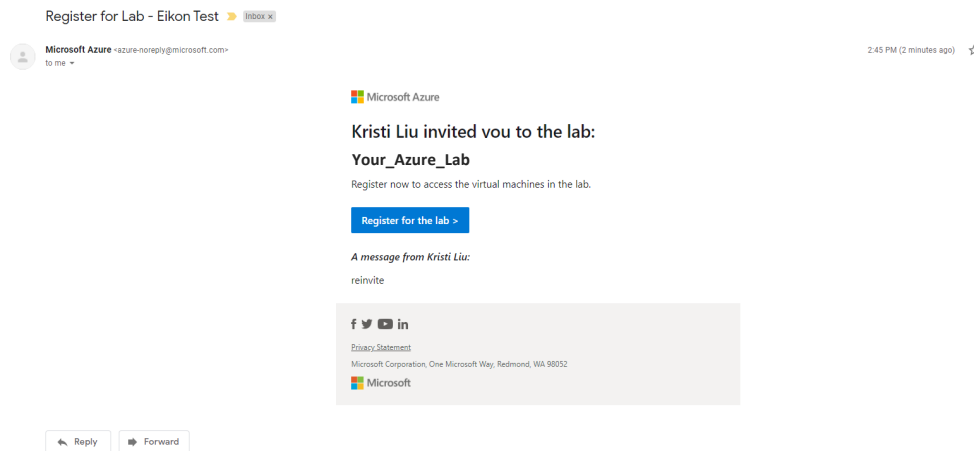 Register for Lab - Eikon Test Inbox x
Microsoft Azure <azure-noreply@microsoft.com> 2:45 PM (2 minutes ago)
to me
Microsoft Azure
Kristi Liu invited you to the lab:
Your_Azure_Lab
Register now to access the virtual machines in the lab.
Register for the lab >
A message from Kristi Liu:
reinvite
Privacy Statement
Microsoft Corporation, One Microsoft Way, Redmond, WA 98052
Microsoft
Reply Forward